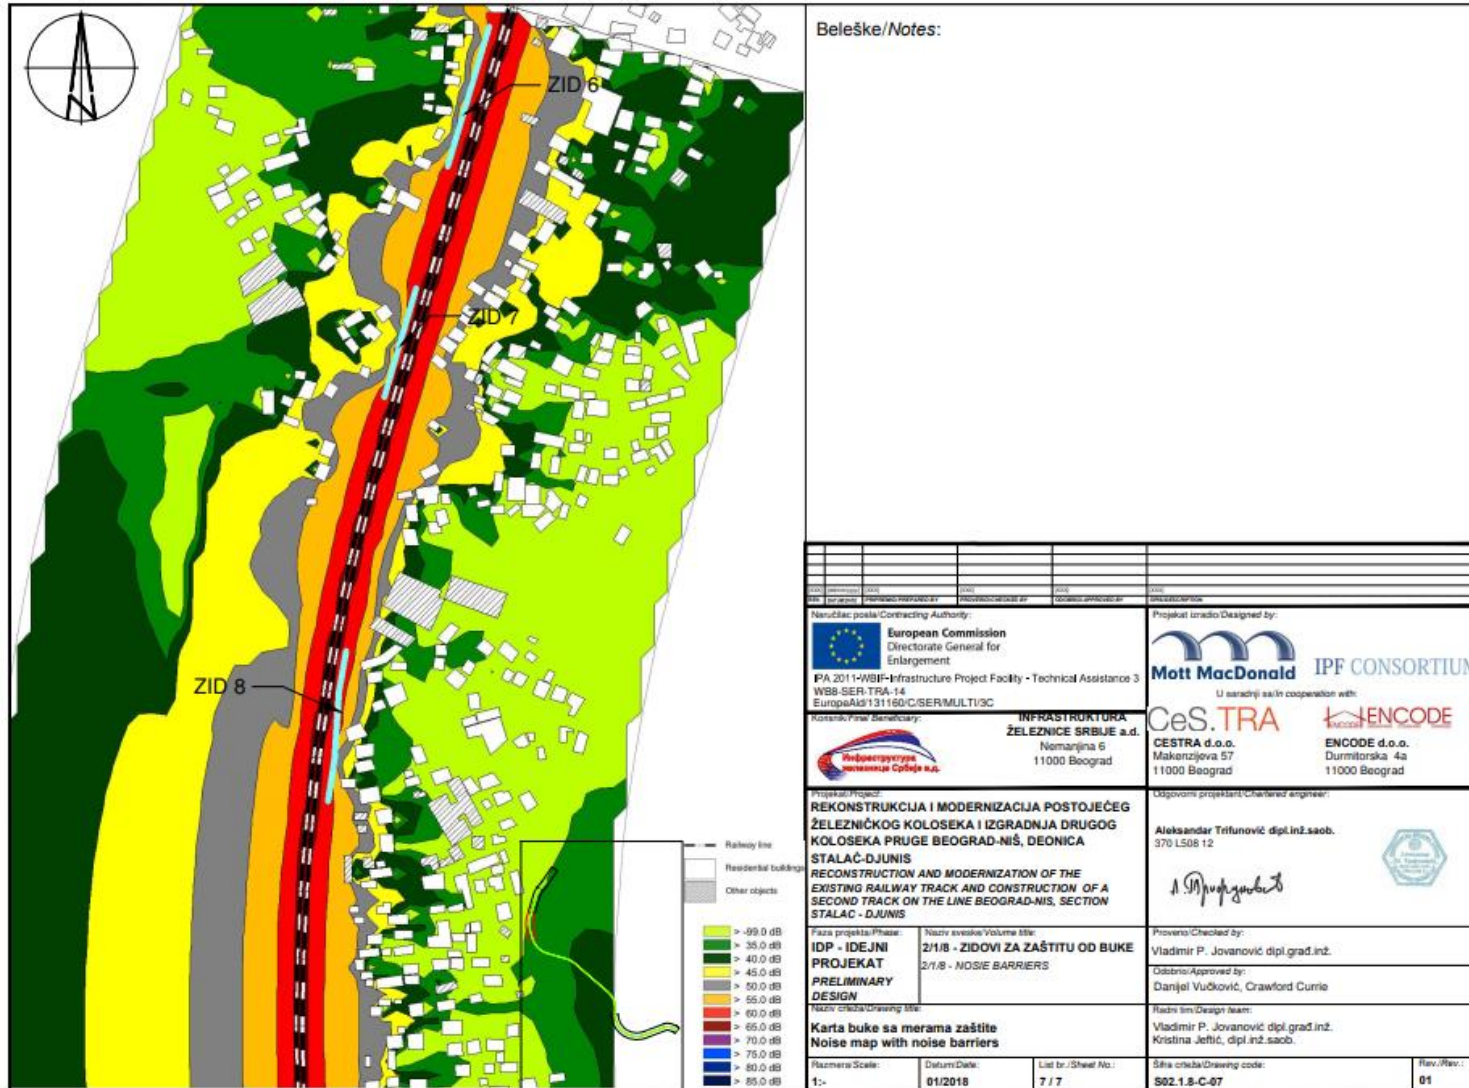 ZID 6
ZID 7
ZID 8
N
Railway line
Residential buildings
Other objects
> -99.0 dB
> 35.0 dB
> 40.0 dB
> 45.0 dB
> 50.0 dB
> 55.0 dB
> 60.0 dB
> 65.0 dB
> 70.0 dB
> 75.0 dB
> 80.0 dB
> 85.0 dB
Beleške/Notes:
Naručilac posla/Contracting Authority:
European Commission
Directorate General for
Enlargement
IPA 2011-WBIF-Infrastructure Project Facility - Technical Assistance 3
WB8-SER-TRA-14
EuropeAid/131160/C/SER/MULTI/3C
Projekat izradio/Designed by:
Mott MacDonald
IPF CONSORTIUM
U saradnji sa/In cooperation with:
CeS.TRA
CESTRA d.o.o.
Makenzijeva 57
11000 Beograd
ENCODE
ENCODE
ENCODE d.o.o.
Durmitorska 4a
11000 Beograd
Korisnik/Final Beneficiary:
Инфраструктура
железнице Србије а.д.
INFRASTRUKTURA
ŽELEZNICE SRBIJE a.d.
Nemanjina 6
11000 Beograd
Projekat/Project:
REKONSTRUKCIJA I MODERNIZACIJA POSTOJEĆEG
ŽELEZNIČKOG KOLOSEKA I IZGRADNJA DRUGOG
KOLOSEKA PRUGE BEOGRAD-NIŠ, DEONICA
STALAĆ-DJUNIS
RECONSTRUCTION AND MODERNIZATION OF THE
EXISTING RAILWAY TRACK AND CONSTRUCTION OF A
SECOND TRACK ON THE LINE BEOGRAD-NIS, SECTION
STALAC - DJUNIS
Odgovorni projektant/Chartered engineer:
Aleksandar Trifunović dipl.inž.saob.
370 L508 12
Faza projekta/Phase:
IDP - IDEJNI
PROJEKAT
PRELIMINARY
DESIGN
Naziv sveske/Volume title:
2/1/8 - ZIDOVI ZA ZAŠTITU OD BUKE
2/1/8 - NOSIE BARRIERS
Proverio/Checked by:
Vladimir P. Jovanović dipl.građ.inž.
Odobrio/Approved by:
Danijel Vučković, Crawford Currie
Naziv crteža/Drawing title:
Karta buke sa merama zaštite
Noise map with noise barriers
Radni tim/Design team:
Vladimir P. Jovanović dipl.građ.inž.
Kristina Jeftić, dipl.inž.saob.
Razmera/Scale:
1:-
Datum/Date:
01/2018
List br./Sheet No.:
7 / 7
Šifra crteža/Drawing code:
S02.1.8-C-07
Rev./Rev.:
01